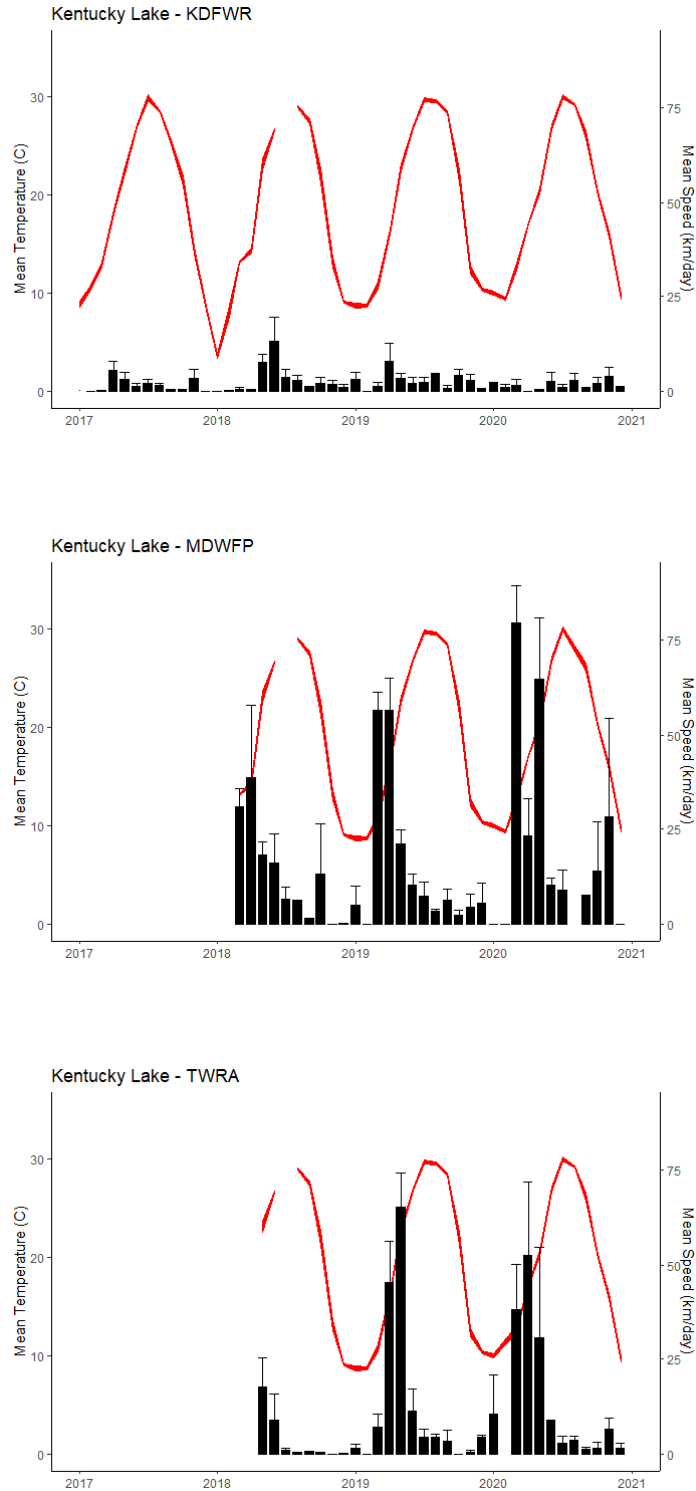 Kentucky Lake - KDFWR
Mean Temperature (C)
30
20
10
0
75
50
25
0
Mean Speed (km/day)
2017 2018 2019 2020 2021
Kentucky Lake - MDWFP
Mean Temperature (C)
30
20
10
0
75
50
25
0
Mean Speed (km/day)
2017 2018 2019 2020 2021
Kentucky Lake - TWRA
Mean Temperature (C)
30
20
10
0
75
50
25
0
Mean Speed (km/day)
2017 2018 2019 2020 2021